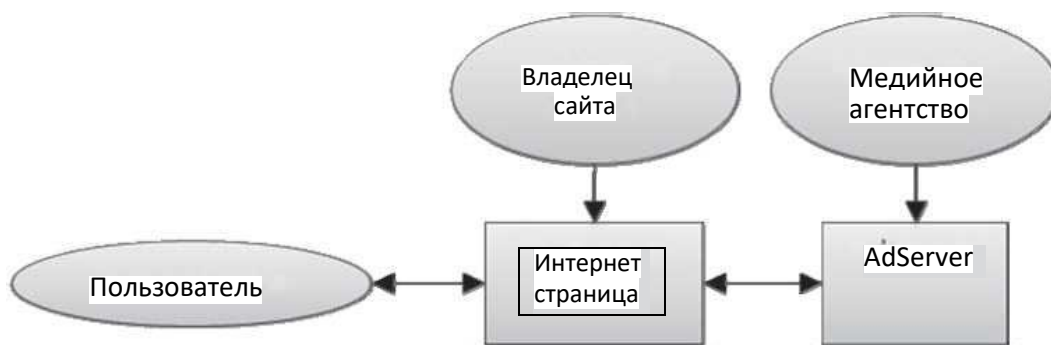 Владелец
сайта
Медийное
агентство
Пользователь
Интернет
страница
AdServer